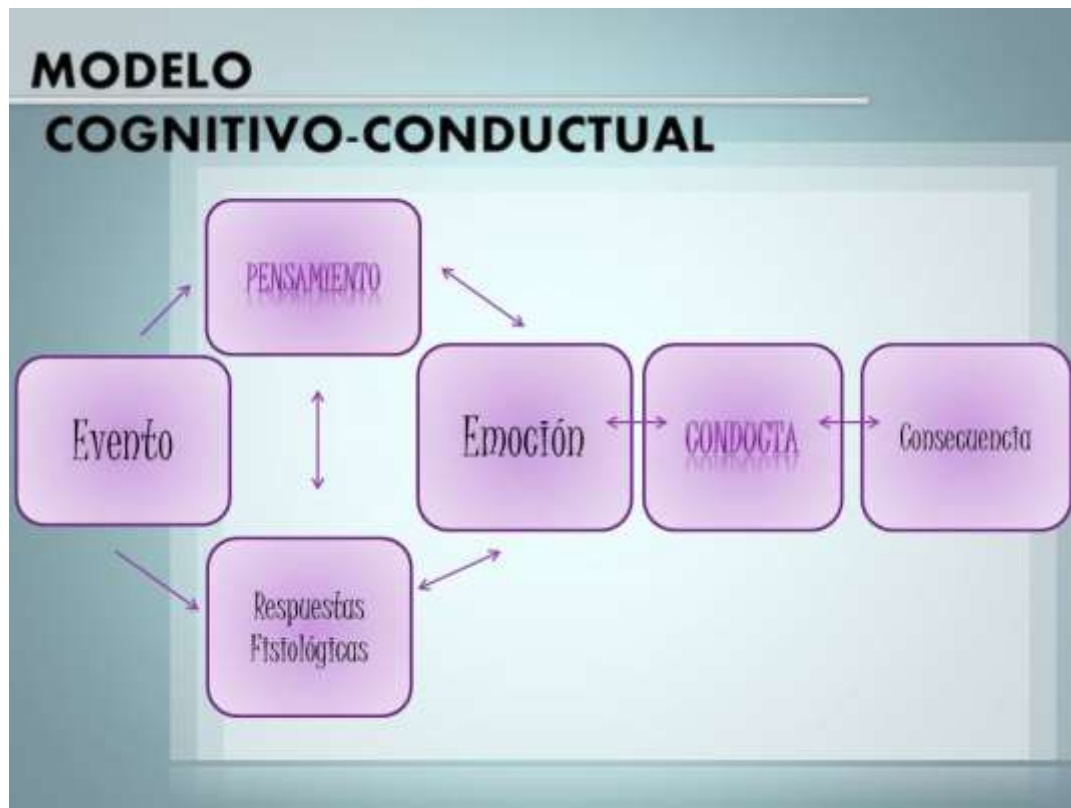 MODELO
COGNITIVO-CONDUCTUAL
PENSAMIENTO
Evento
Emoción
CONDUCTA
Consecuencia
Respuestas
Fisiológicas